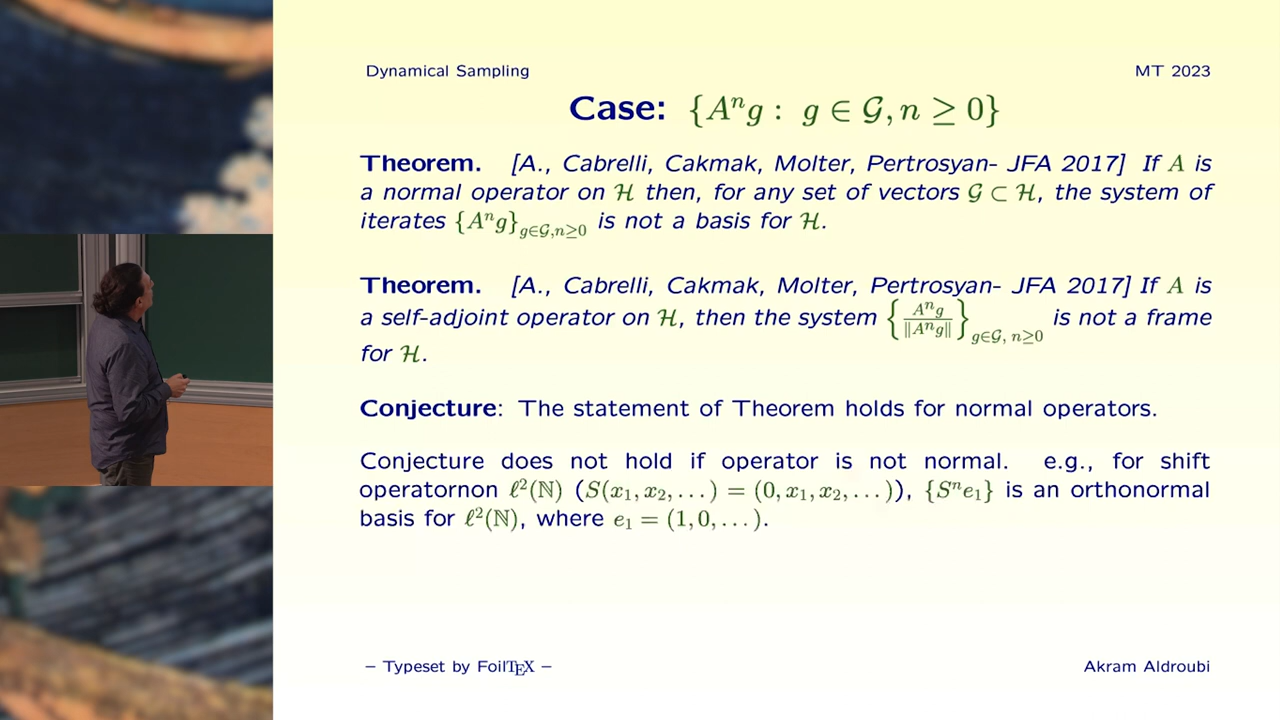 Dynamical Sampling MT 2023
Case: {Aⁿg : g ∈ 𝒢, n ≥ 0}
Theorem. [A., Cabrelli, Cakmak, Molter, Pertrosyan- JFA 2017] If A is
a normal operator on ℋ then, for any set of vectors 𝒢 ⊂ ℋ, the system of
iterates {Aⁿg}_{g∈𝒢,n≥0} is not a basis for ℋ.
Theorem. [A., Cabrelli, Cakmak, Molter, Pertrosyan- JFA 2017] If A is
a self-adjoint operator on ℋ, then the system {Aⁿg / ‖Aⁿg‖}_{g∈𝒢, n≥0} is not a frame
for ℋ.
Conjecture: The statement of Theorem holds for normal operators.
Conjecture does not hold if operator is not normal. e.g., for shift
operatornon ℓ²(ℕ) (S(x₁, x₂, . . . ) = (0, x₁, x₂, . . . )), {Sⁿe₁} is an orthonormal
basis for ℓ²(ℕ), where e₁ = (1, 0, . . . ).
– Typeset by FoilTEX – Akram Aldroubi